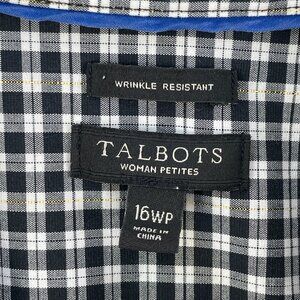 WRINKLE RESISTANT
TALBOTS
WOMAN PETITES
16WP
MADE IN
CHINA